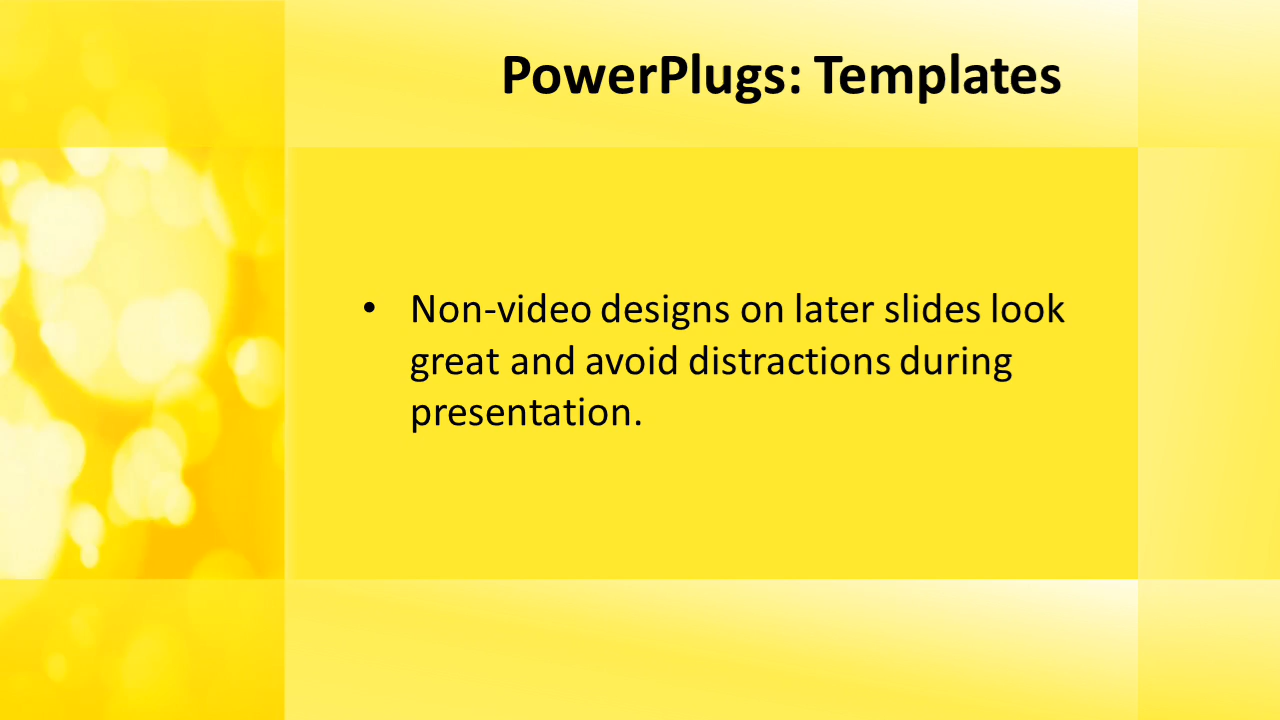 PowerPlugs: Templates
• Non-video designs on later slides look
great and avoid distractions during
presentation.